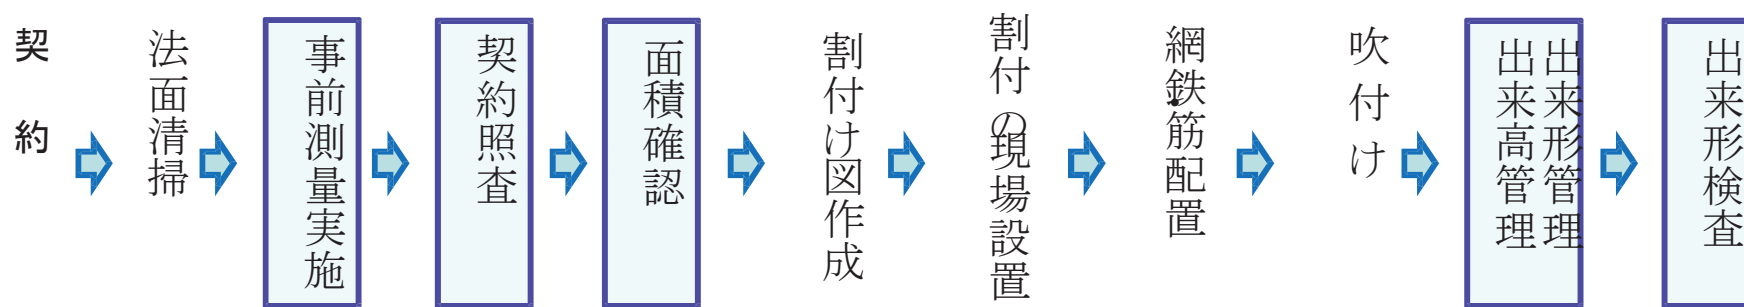 契約
法面清掃
事前測量実施
契約照査
面積確認
割付け図作成
割付の現場設置
網・鉄筋配置
吹付け
出来形管理
出来高管理
出来形検査